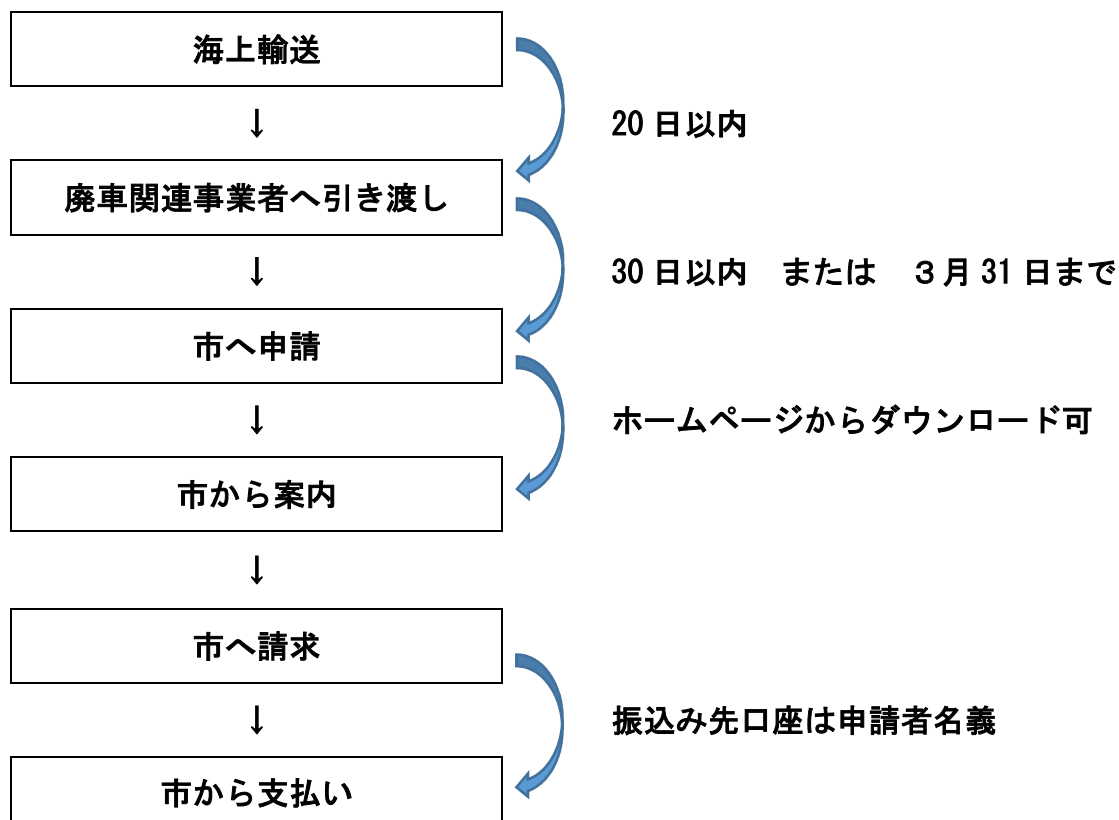 海上輸送
↓
20日以内
廃車関連事業者へ引き渡し
↓
30日以内　または　３月31日まで
市へ申請
↓
ホームページからダウンロード可
市から案内
↓
市へ請求
↓
振込み先口座は申請者名義
市から支払い